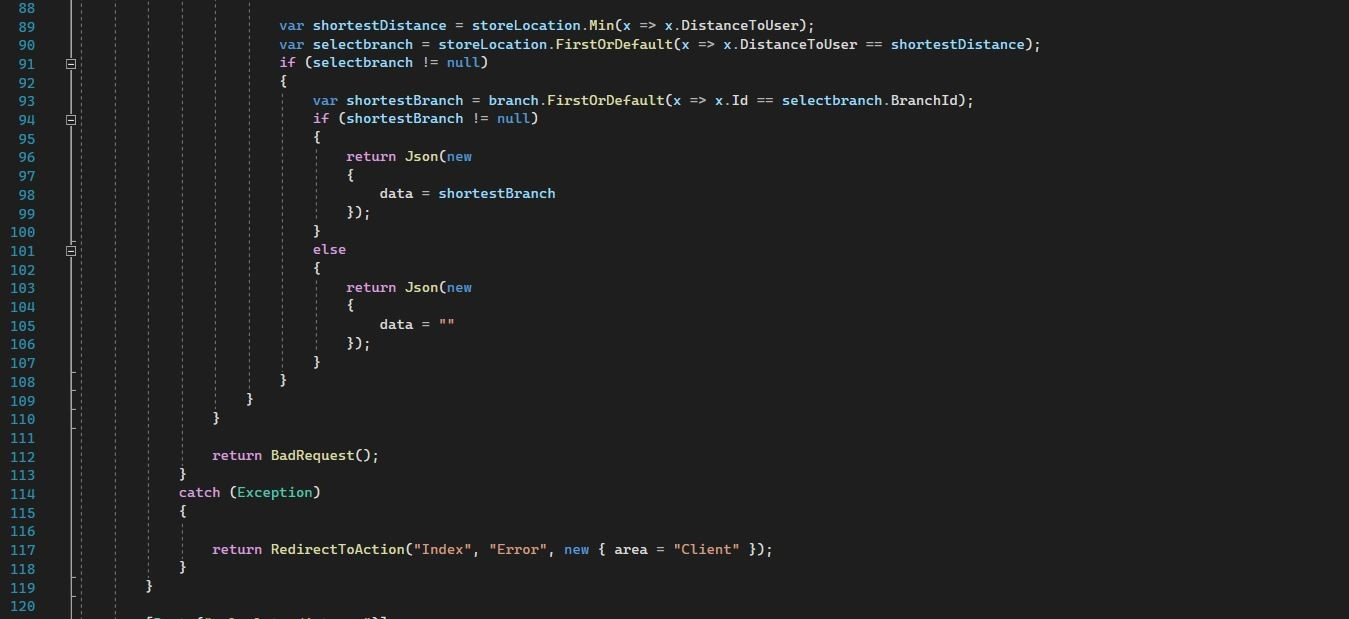 88
89 var shortestDistance = storeLocation.Min(x => x.DistanceToUser);
90 var selectbranch = storeLocation.FirstOrDefault(x => x.DistanceToUser == shortestDistance);
91 if (selectbranch != null)
92 {
93 var shortestBranch = branch.FirstOrDefault(x => x.Id == selectbranch.BranchId);
94 if (shortestBranch != null)
95 {
96 return Json(new
97 {
98 data = shortestBranch
99 });
100 }
101 else
102 {
103 return Json(new
104 {
105 data = ""
106 });
107 }
108 }
109 }
110 }
111
112 return BadRequest();
113 }
114 catch (Exception)
115 {
116
117 return RedirectToAction("Index", "Error", new { area = "Client" });
118 }
119 }
120